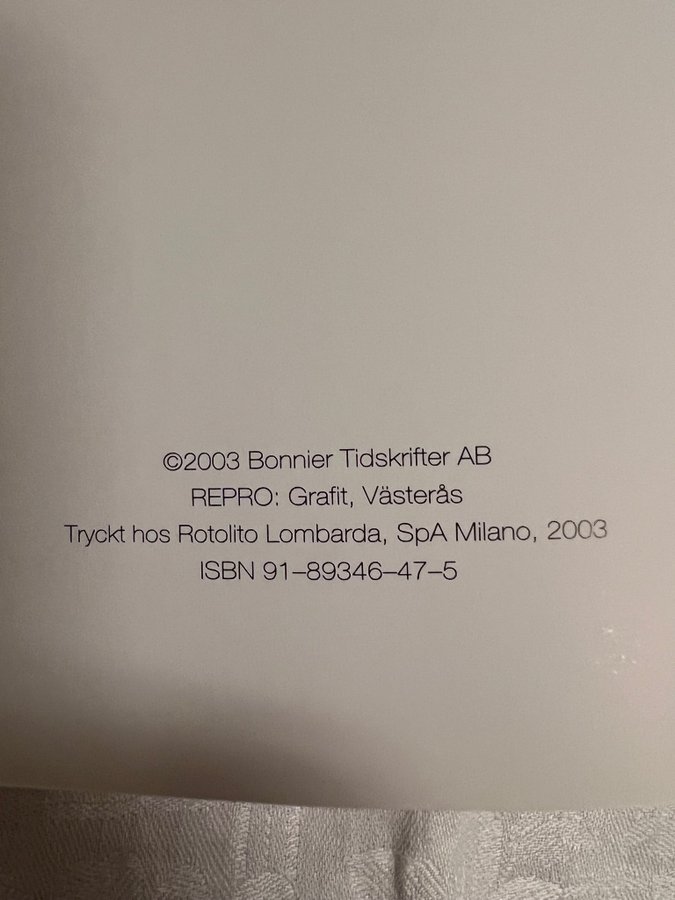 ©2003 Bonnier Tidskrifter AB
REPRO: Grafit, Västerås
Tryckt hos Rotolito Lombarda, SpA Milano, 2003
ISBN 91–89346–47–5